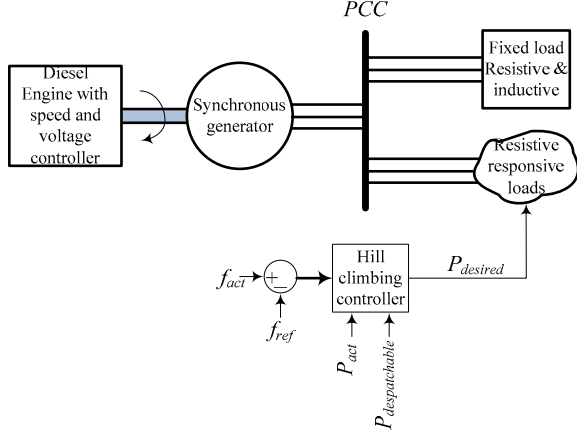 PCC
Diesel
Engine with
speed and
voltage
controller
Synchronous
generator
Fixed load
Resistive &
inductive
Resistive
responsive
loads
Hill
climbing
controller
P_desired
f_act
+
−
f_ref
P_act
P_despatchable